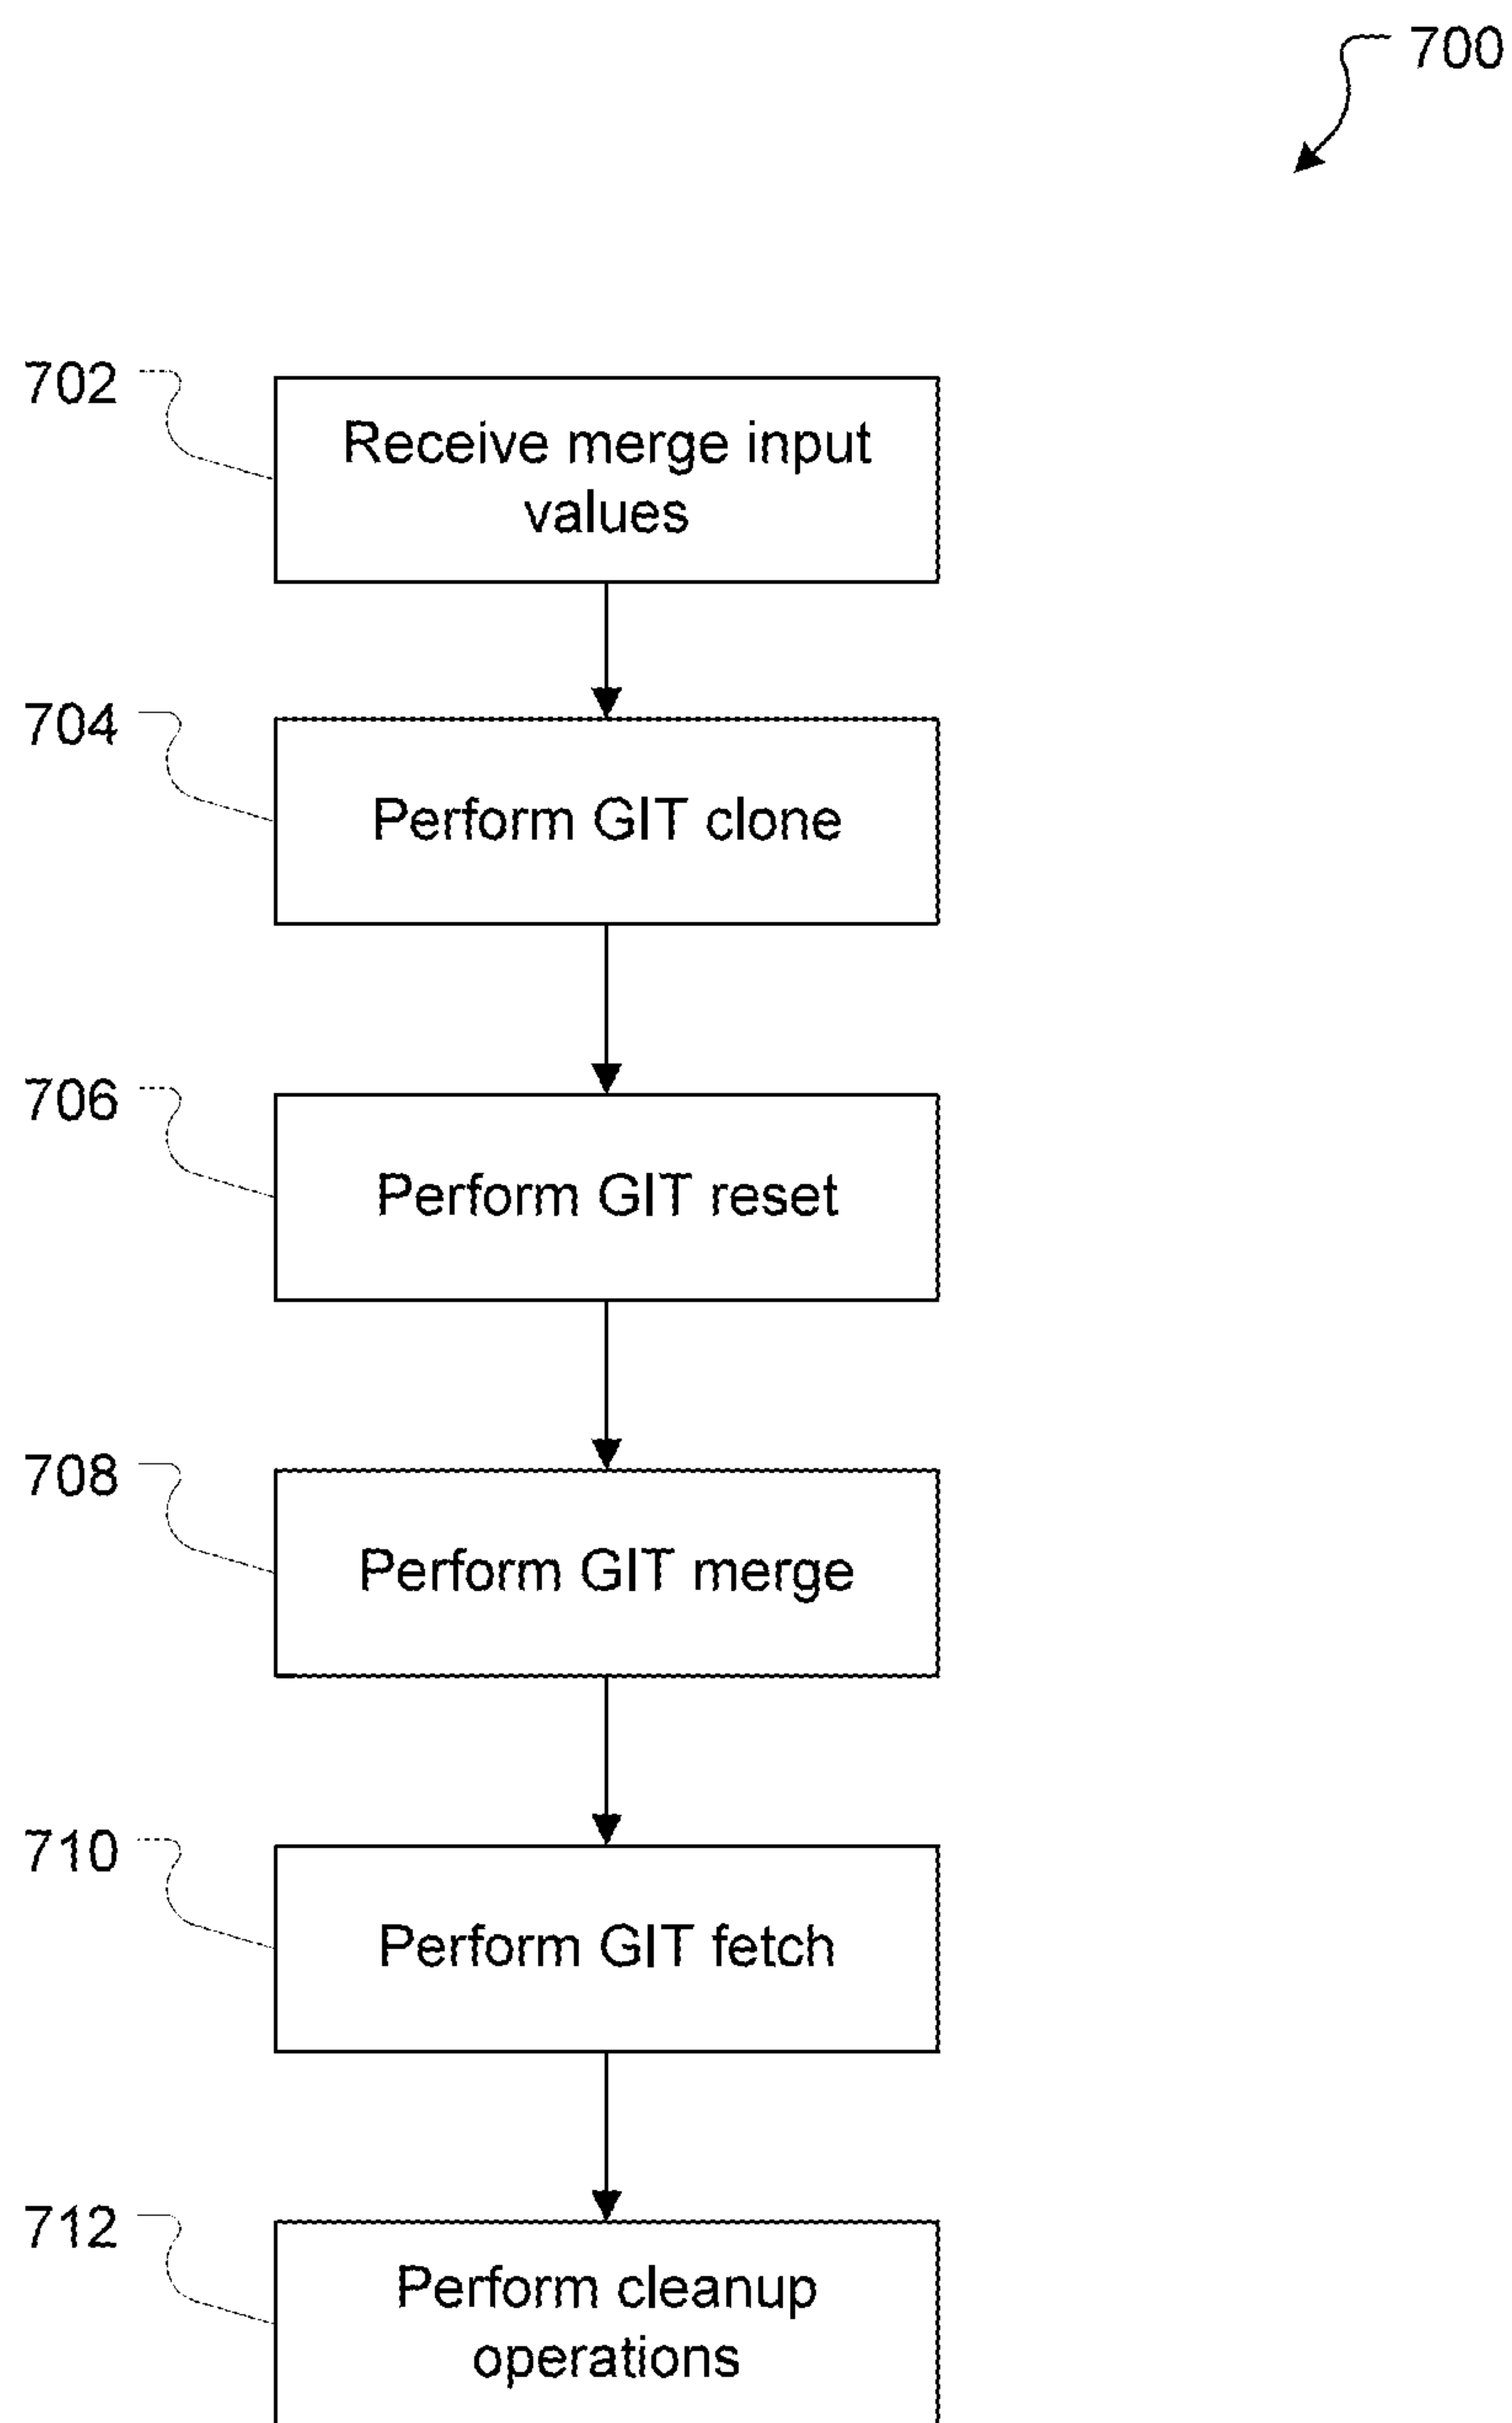 700
702
Receive merge input
values
704
Perform GIT clone
706
Perform GIT reset
708
Perform GIT merge
710
Perform GIT fetch
712
Perform cleanup
operations